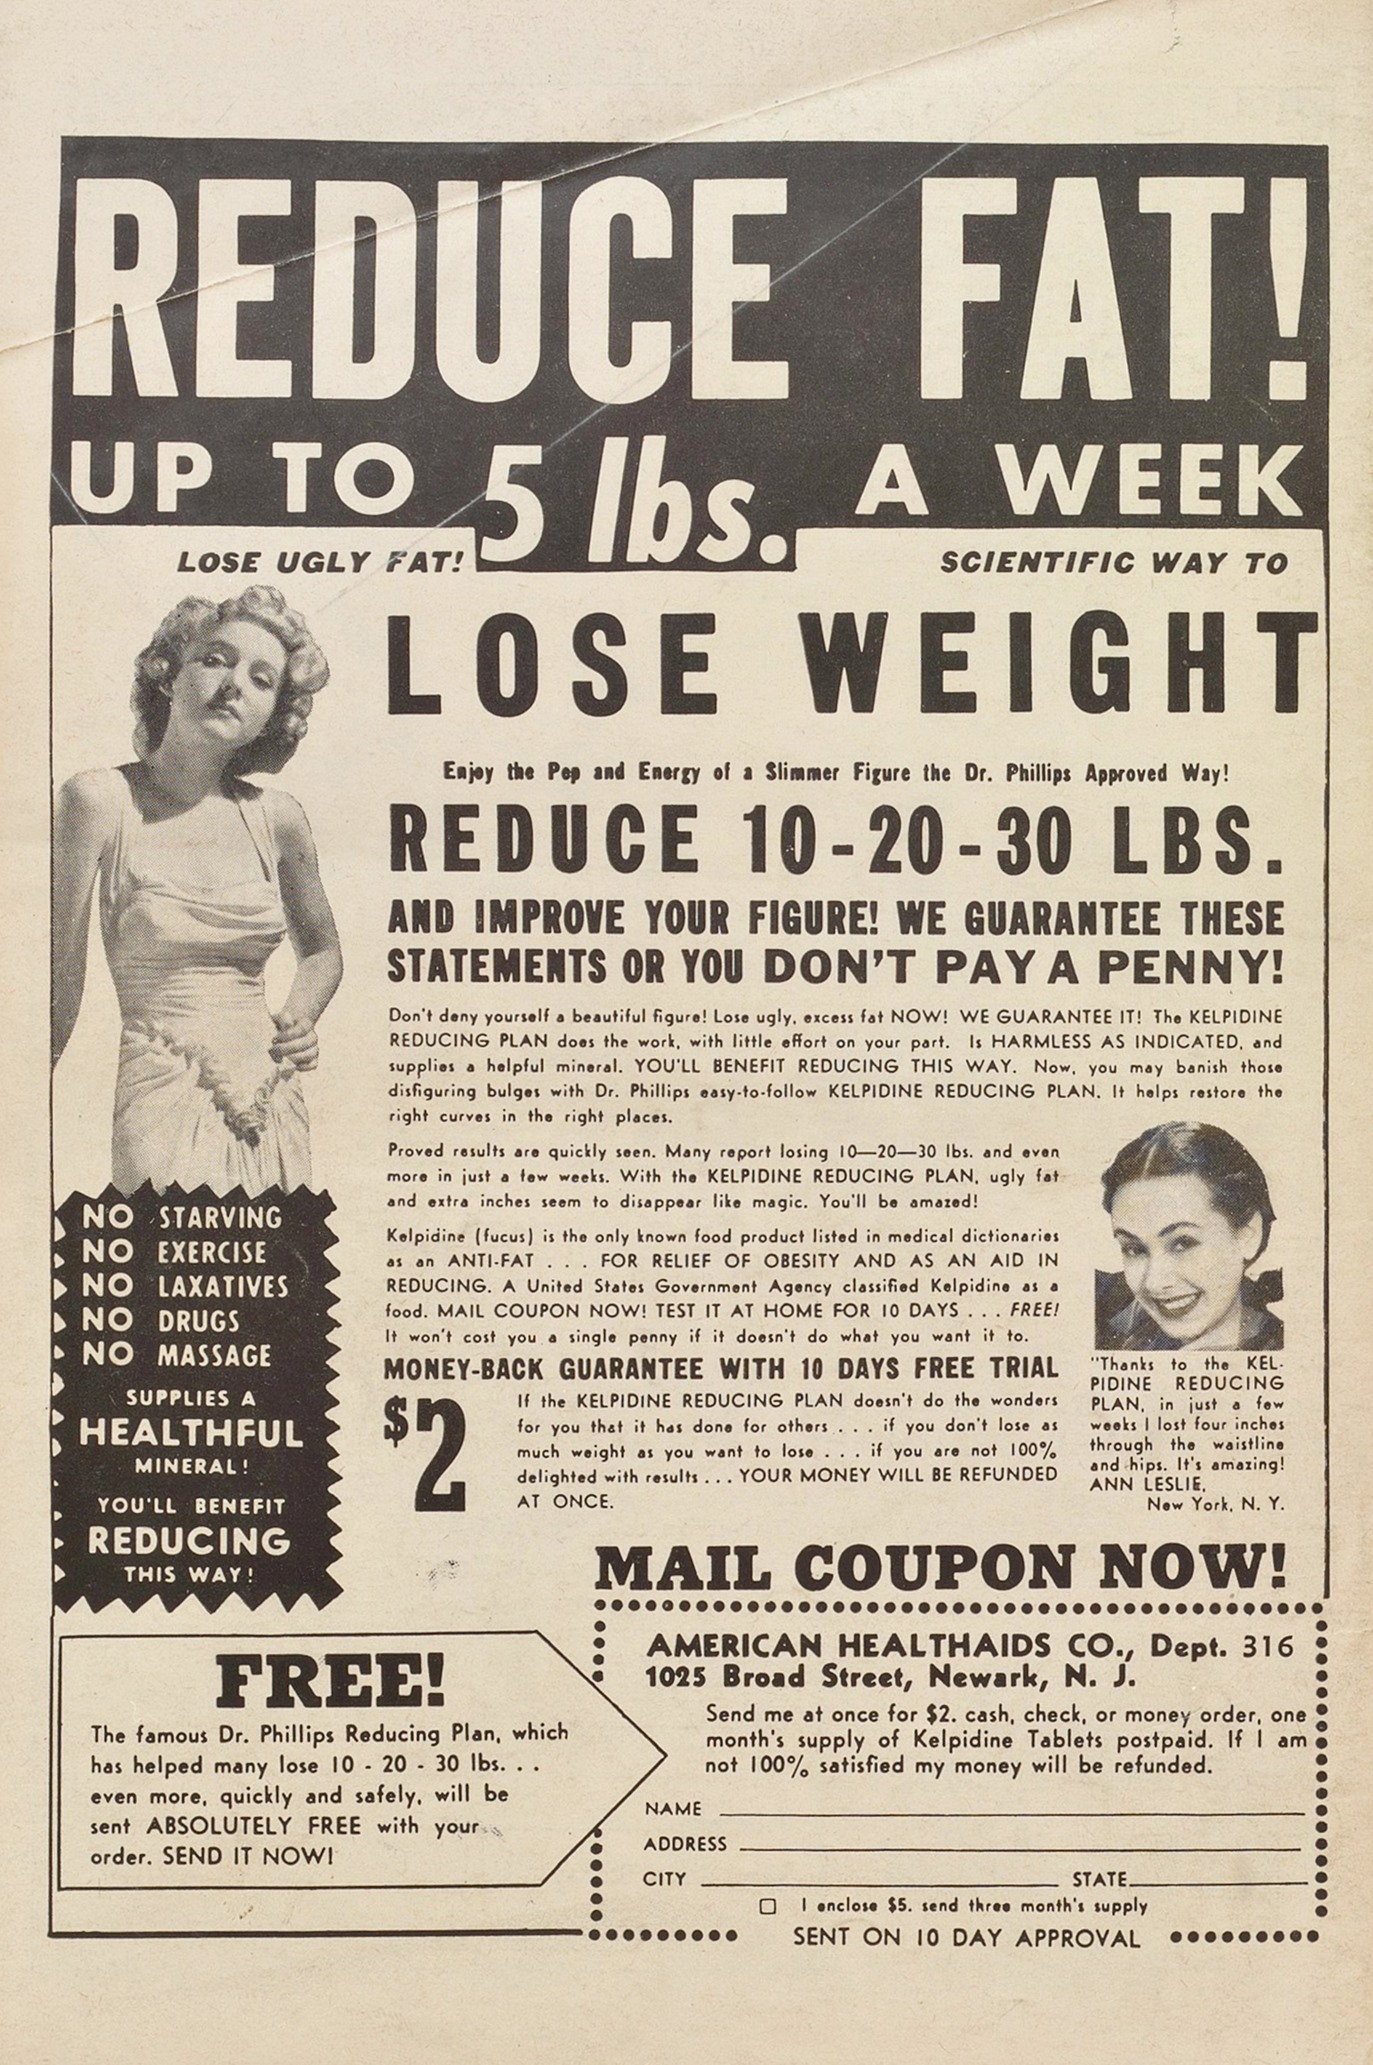 REDUCE FAT!
UP TO 5 lbs. A WEEK
LOSE UGLY FAT!
SCIENTIFIC WAY TO
LOSE WEIGHT
Enjoy the Pep and Energy of a Slimmer Figure the Dr. Phillips Approved Way!
REDUCE 10-20-30 LBS.
AND IMPROVE YOUR FIGURE! WE GUARANTEE THESE
STATEMENTS OR YOU DON'T PAY A PENNY!
Don't deny yourself a beautiful figure! Lose ugly, excess fat NOW! WE GUARANTEE IT! The KELPIDINE
REDUCING PLAN does the work, with little effort on your part. Is HARMLESS AS INDICATED, and
supplies a helpful mineral. YOU'LL BENEFIT REDUCING THIS WAY. Now, you may banish those
disfiguring bulges with Dr. Phillips easy-to-follow KELPIDINE REDUCING PLAN. It helps restore the
right curves in the right places.
Proved results are quickly seen. Many report losing 10—20—30 lbs. and even
more in just a few weeks. With the KELPIDINE REDUCING PLAN, ugly fat
and extra inches seem to disappear like magic. You'll be amazed!
Kelpidine (fucus) is the only known food product listed in medical dictionaries
as an ANTI-FAT . . . FOR RELIEF OF OBESITY AND AS AN AID IN
REDUCING. A United States Government Agency classified Kelpidine as a
food. MAIL COUPON NOW! TEST IT AT HOME FOR 10 DAYS . . . FREE!
It won't cost you a single penny if it doesn't do what you want it to.
MONEY-BACK GUARANTEE WITH 10 DAYS FREE TRIAL
$2
If the KELPIDINE REDUCING PLAN doesn't do the wonders
for you that it has done for others . . . if you don't lose as
much weight as you want to lose . . . if you are not 100%
delighted with results . . . YOUR MONEY WILL BE REFUNDED
AT ONCE.
"Thanks to the KEL-
PIDINE REDUCING
PLAN, in just a few
weeks I lost four inches
through the waistline
and hips. It's amazing!
ANN LESLIE,
New York, N. Y.
NO STARVING
NO EXERCISE
NO LAXATIVES
NO DRUGS
NO MASSAGE
SUPPLIES A
HEALTHFUL
MINERAL!
YOU'LL BENEFIT
REDUCING
THIS WAY!
MAIL COUPON NOW!
FREE!
The famous Dr. Phillips Reducing Plan, which
has helped many lose 10 - 20 - 30 lbs. . .
even more, quickly and safely, will be
sent ABSOLUTELY FREE with your
order. SEND IT NOW!
AMERICAN HEALTHAIDS CO., Dept. 316
1025 Broad Street, Newark, N. J.
Send me at once for $2. cash, check, or money order, one
month's supply of Kelpidine Tablets postpaid. If I am
not 100% satisfied my money will be refunded.
NAME
ADDRESS
CITY STATE
I enclose $5. send three month's supply
SENT ON 10 DAY APPROVAL